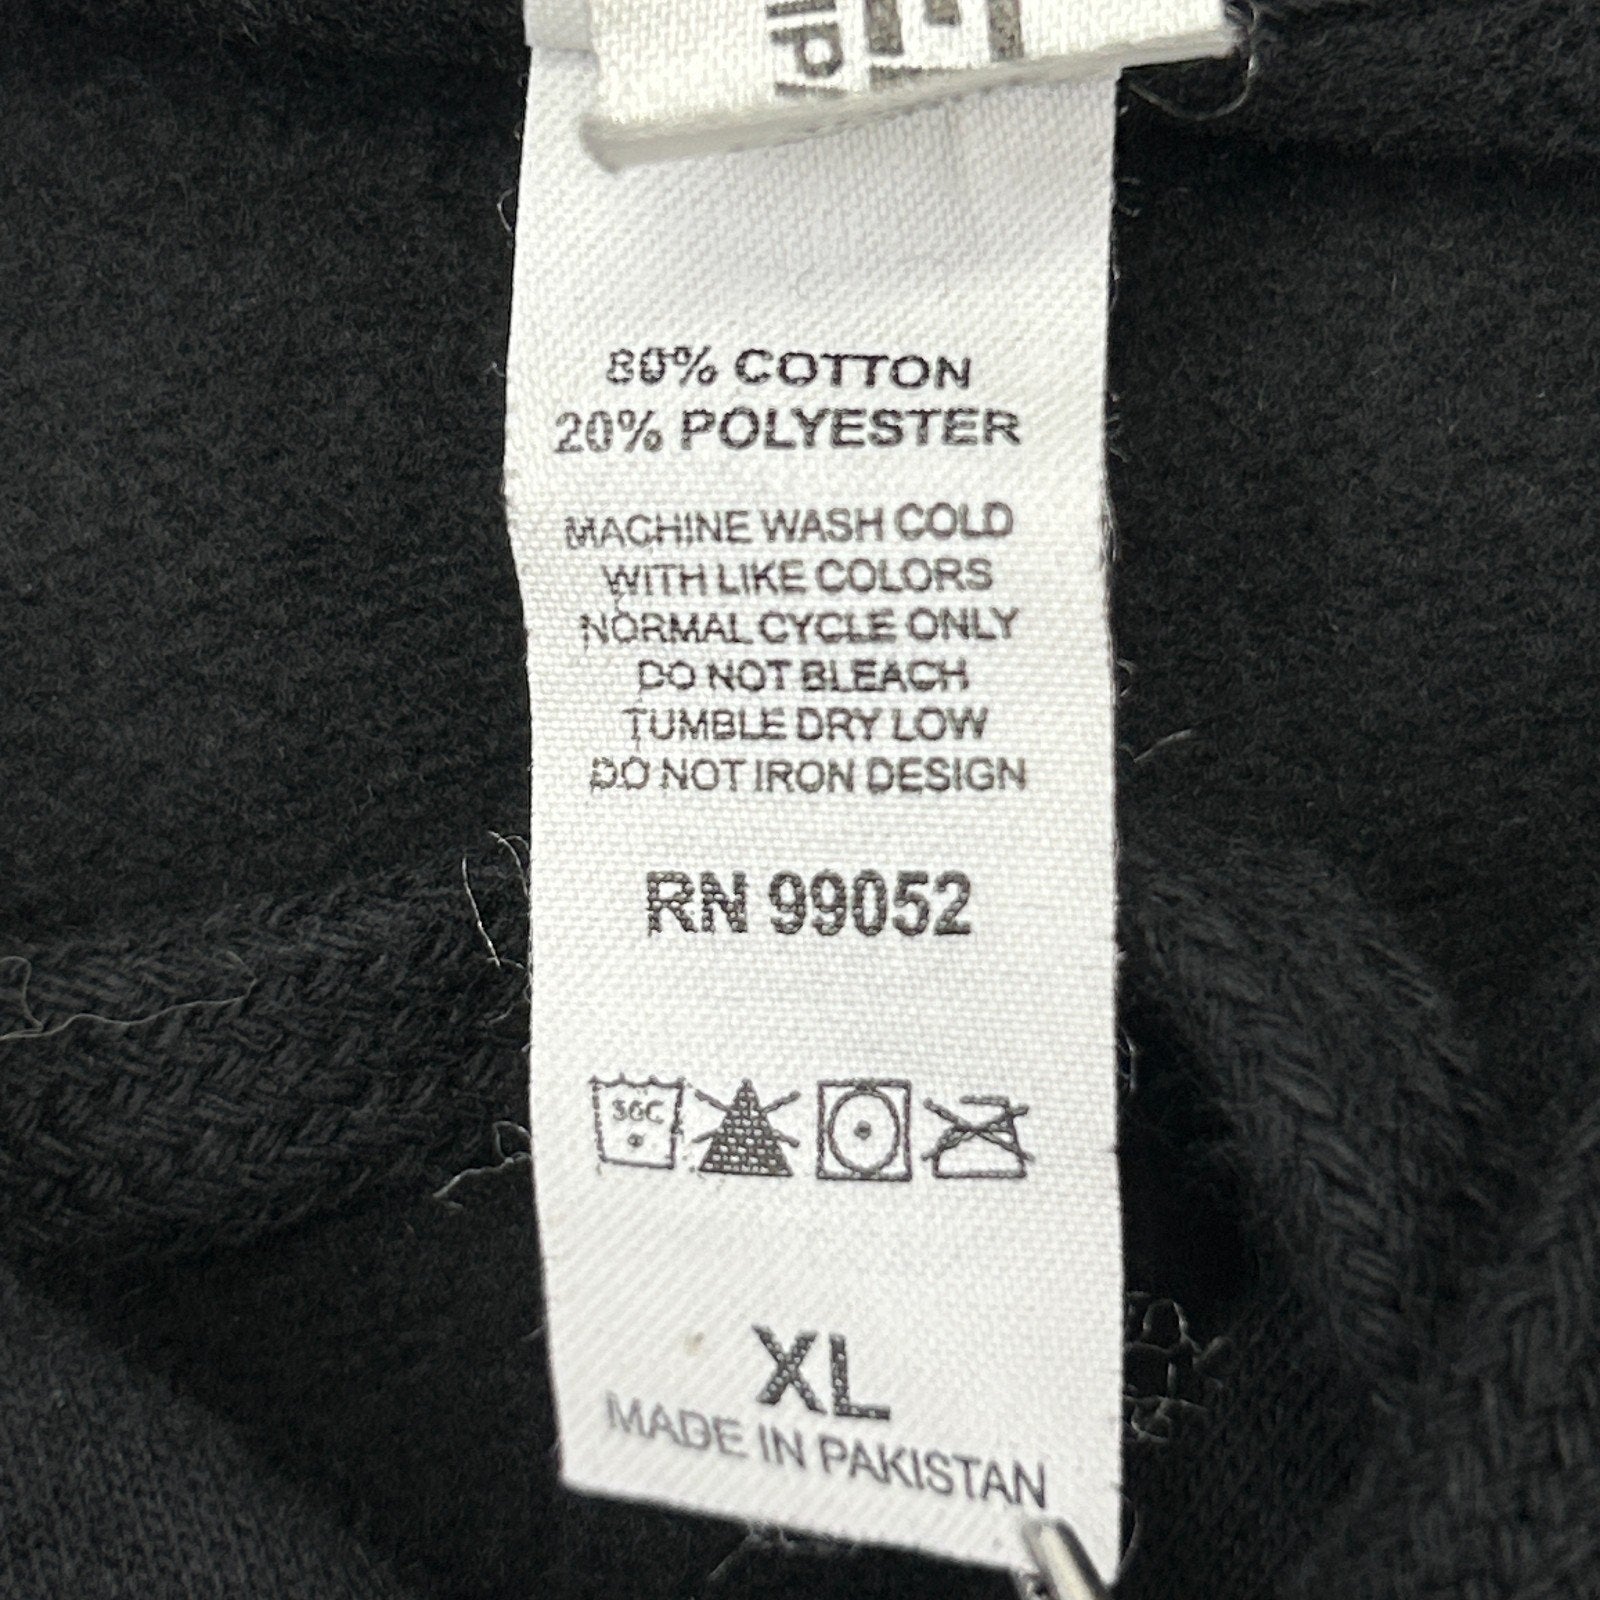 80% COTTON
20% POLYESTER
MACHINE WASH COLD
WITH LIKE COLORS
NORMAL CYCLE ONLY
DO NOT BLEACH
TUMBLE DRY LOW
DO NOT IRON DESIGN
RN 99052
30C
XL
MADE IN PAKISTAN